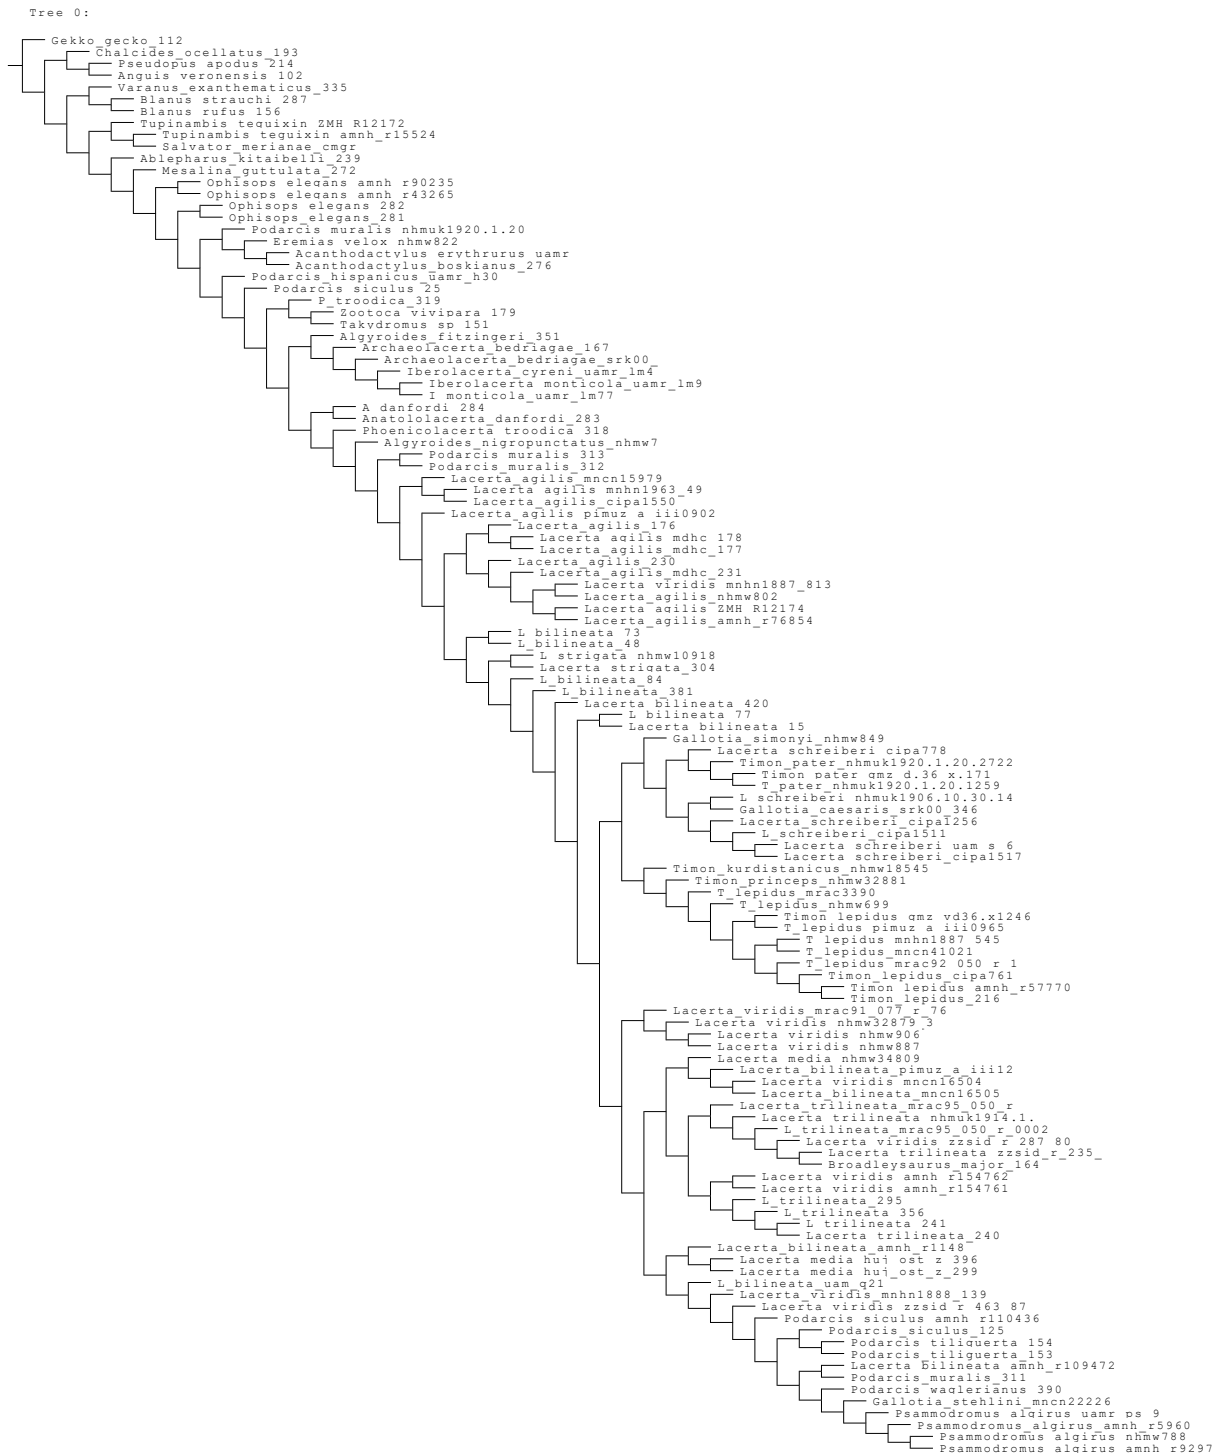 Tree 0:
Gekko_gecko_112
Chalcides_ocellatus_193
Pseudopus_apodus_214
Anguis_veronensis_102
Varanus_exanthematicus_335
Blanus_strauchi_287
Blanus_rufus_156
Tupinambis_teguixin_ZMH_R12172
Tupinambis_teguixin_amnh_r15524
Salvator_merianae_cmgr
Ablepharus_kitaibelli_239
Mesalina_guttulata_272
Ophisops_elegans_amnh_r90235
Ophisops_elegans_amnh_r43265
Ophisops_elegans_282
Ophisops_elegans_281
Podarcis_muralis_nhmuk1920.1.20
Eremias_velox_nhmw822
Acanthodactylus_erythrurus_uamr
Acanthodactylus_boskianus_276
Podarcis_hispanicus_uamr_h30
Podarcis_siculus_25
P_troodica_319
Zootoca_vivipara_179
Takydromus_sp_151
Algyroides_fitzingeri_351
Archaeolacerta_bedriagae_167
Archaeolacerta_bedriagae_srk00_
Iberolacerta_cyreni_uamr_lm4
Iberolacerta_monticola_uamr_lm9
I_monticola_uamr_lm77
A_danfordi_284
Anatololacerta_danfordi_283
Phoenicolacerta_troodica_318
Algyroides_nigropunctatus_nhmw7
Podarcis_muralis_313
Podarcis_muralis_312
Lacerta_agilis_mncn15979
Lacerta_agilis_mnhn1963_49
Lacerta_agilis_cipa1550
Lacerta_agilis_pimuz_a_iii0902
Lacerta_agilis_176
Lacerta_agilis_mdhc_178
Lacerta_agilis_mdhc_177
Lacerta_agilis_230
Lacerta_agilis_mdhc_231
Lacerta_viridis_mnhn1887_813
Lacerta_agilis_nhmw802
Lacerta_agilis_ZMH_R12174
Lacerta_agilis_amnh_r76854
L_bilineata_73
L_bilineata_48
L_strigata_nhmw10918
Lacerta_strigata_304
L_bilineata_84
L_bilineata_381
Lacerta_bilineata_420
L_bilineata_77
Lacerta_bilineata_15
Gallotia_simonyi_nhmw849
Lacerta_schreiberi_cipa778
Timon_pater_nhmuk1920.1.20.2722
Timon_pater_gmz_d.36_x.171
T_pater_nhmuk1920.1.20.1259
L_schreiberi_nhmuk1906.10.30.14
Gallotia_caesaris_srk00_346
Lacerta_schreiberi_cipa1256
L_schreiberi_cipa1511
Lacerta_schreiberi_uam_s_6
Lacerta_schreiberi_cipa1517
Timon_kurdistanicus_nhmw18545
Timon_princeps_nhmw32881
T_lepidus_mrac3390
T_lepidus_nhmw699
Timon_lepidus_gmz_vd36.x1246
T_lepidus_pimuz_a_iii0965
T_lepidus_mnhn1887_545
T_lepidus_mncn41021
T_lepidus_mrac92_050_r_1
Timon_lepidus_cipa761
Timon_lepidus_amnh_r57770
Timon_lepidus_216
Lacerta_viridis_mrac91_077_r_76
Lacerta_viridis_nhmw32879_3
Lacerta_viridis_nhmw906
Lacerta_viridis_nhmw887
Lacerta_media_nhmw34809
Lacerta_bilineata_pimuz_a_iii12
Lacerta_viridis_mncn16504
Lacerta_bilineata_mncn16505
Lacerta_trilineata_mrac95_050_r
Lacerta_trilineata_nhmuk1914.1.
L_trilineata_mrac95_050_r_0002
Lacerta_viridis_zzsid_r_287_80
Lacerta_trilineata_zzsid_r_235_
Broadleysaurus_major_164
Lacerta_viridis_amnh_r154762
Lacerta_viridis_amnh_r154761
L_trilineata_295
L_trilineata_356
L_trilineata_241
Lacerta_trilineata_240
Lacerta_bilineata_amnh_r1148
Lacerta_media_huj_ost_z_396
Lacerta_media_huj_ost_z_299
L_bilineata_uam_g21
Lacerta_viridis_mnhn1888_139
Lacerta_viridis_zzsid_r_463_87
Podarcis_siculus_amnh_r110436
Podarcis_siculus_125
Podarcis_tiliguerta_154
Podarcis_tiliguerta_153
Lacerta_bilineata_amnh_r109472
Podarcis_muralis_311
Podarcis_waglerianus_390
Gallotia_stehlini_mncn22226
Psammodromus_algirus_uamr_ps_9
Psammodromus_algirus_amnh_r5960
Psammodromus_algirus_nhmw788
Psammodromus_algirus_amnh_r9297